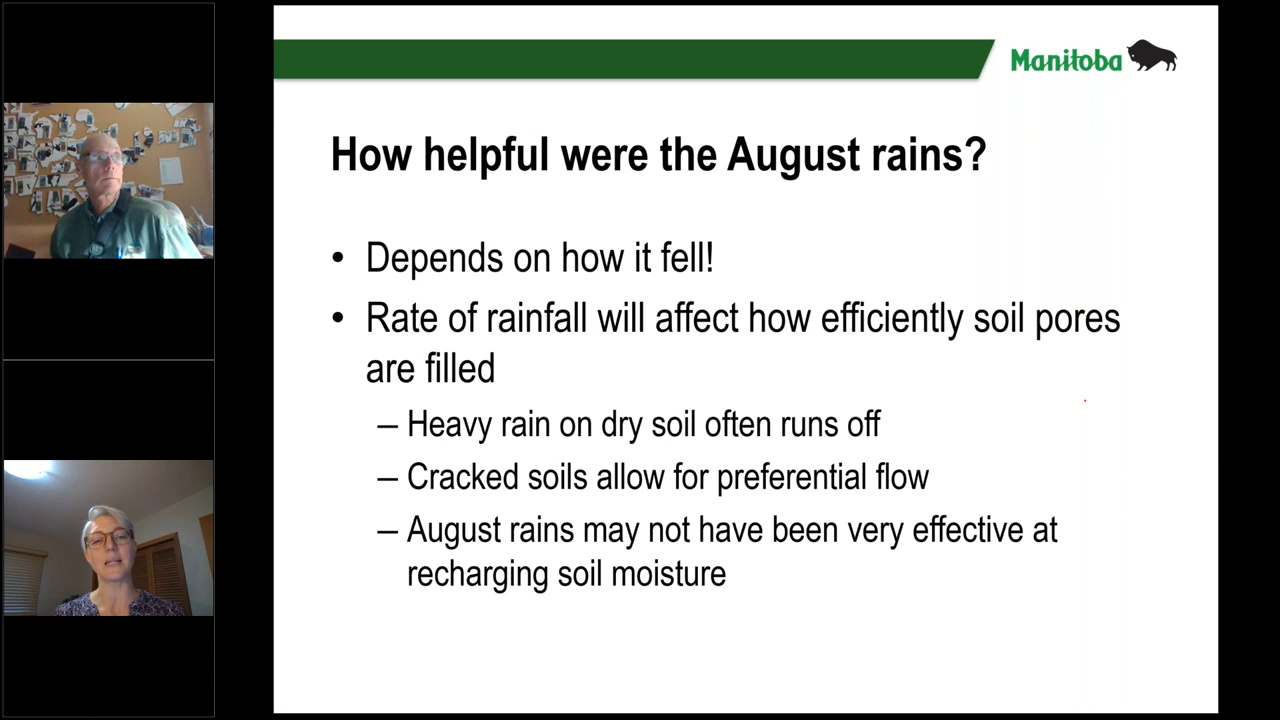 Manitoba
How helpful were the August rains?
• Depends on how it fell!
• Rate of rainfall will affect how efficiently soil pores
are filled
– Heavy rain on dry soil often runs off
– Cracked soils allow for preferential flow
– August rains may not have been very effective at
recharging soil moisture